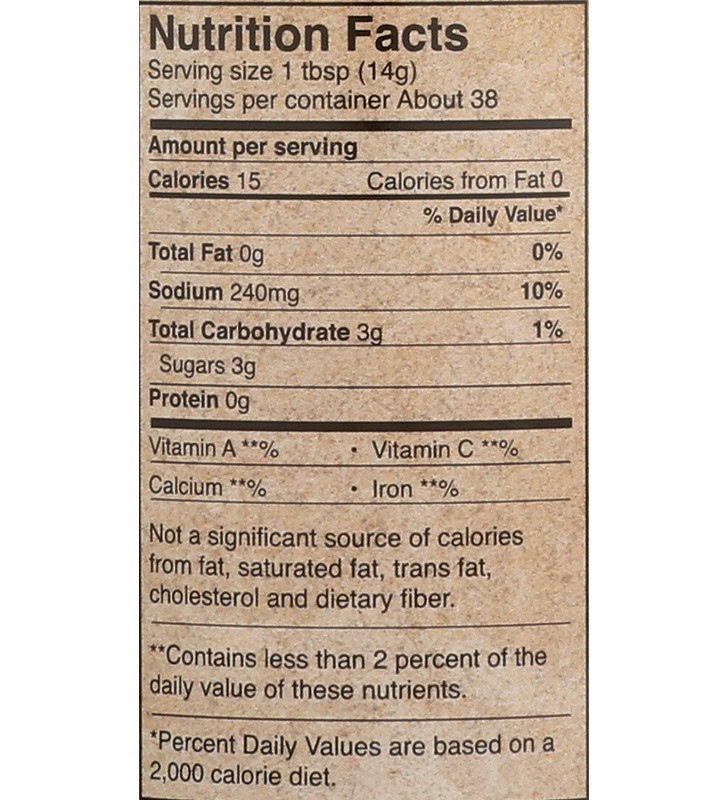 Nutrition Facts
Serving size 1 tbsp (14g)
Servings per container About 38
Amount per serving
Calories 15 Calories from Fat 0
% Daily Value*
Total Fat 0g 0%
Sodium 240mg 10%
Total Carbohydrate 3g 1%
Sugars 3g
Protein 0g
Vitamin A **% • Vitamin C **%
Calcium **% • Iron **%
Not a significant source of calories
from fat, saturated fat, trans fat,
cholesterol and dietary fiber.
**Contains less than 2 percent of the
daily value of these nutrients.
*Percent Daily Values are based on a
2,000 calorie diet.